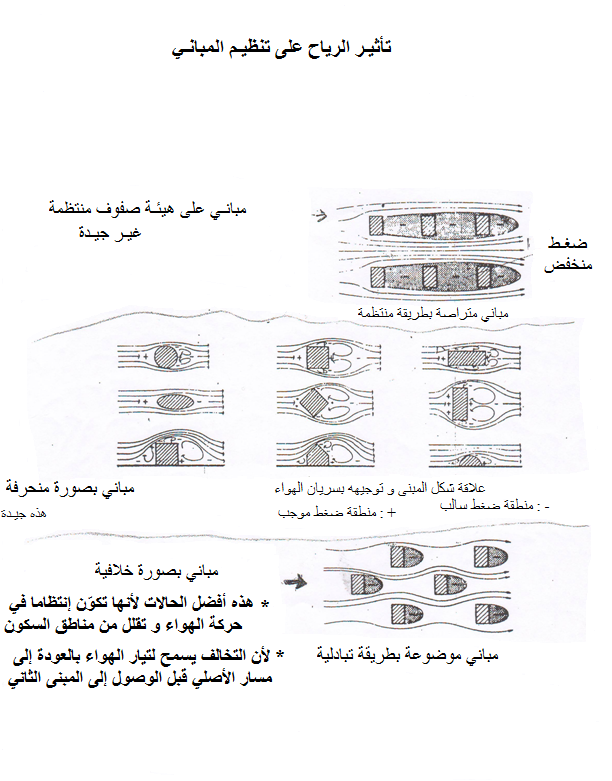 تأثير الرياح على تنظيم المباني
مباني على هيئة صفوف منتظمة
غير جيدة
ضغط
منخفض
مباني متراصة بطريقة منتظمة
مباني بصورة منحرفة
هذه جيدة
علاقة شكل المبنى و توجيهه بسريان الهواء
- : منطقة ضغط سالب
+ : منطقة ضغط موجب
مباني بصورة خلافية
* هذه أفضل الحالات لأنها تكوّن إنتظاما في
حركة الهواء و تقلل من مناطق السكون
* لأن التخالف يسمح لتيار الهواء بالعودة إلى
مسار الأصلي قبل الوصول إلى المبنى الثاني
مباني موضوعة بطريقة تبادلية